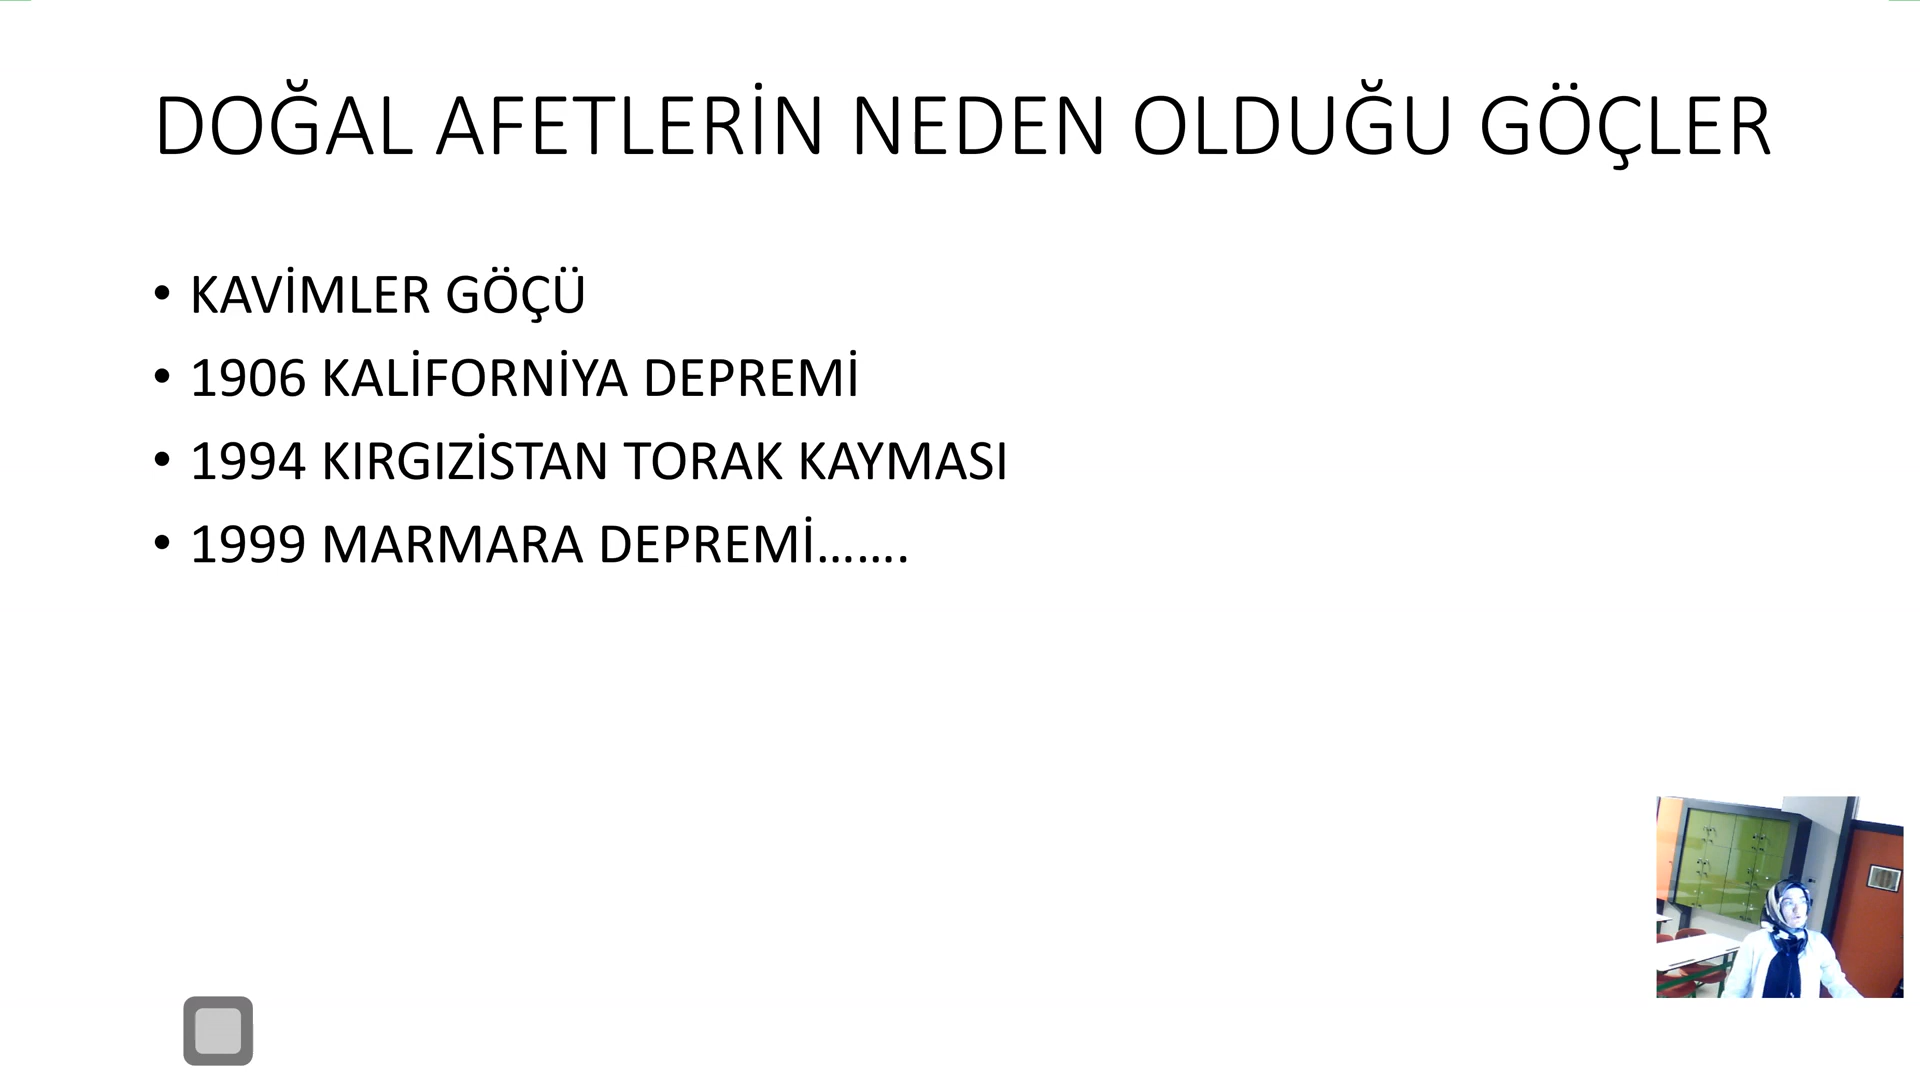 DOĞAL AFETLERİN NEDEN OLDUĞU GÖÇLER
• KAVİMLER GÖÇÜ
• 1906 KALİFORNİYA DEPREMİ
• 1994 KIRGIZİSTAN TORAK KAYMASI
• 1999 MARMARA DEPREMİ…….